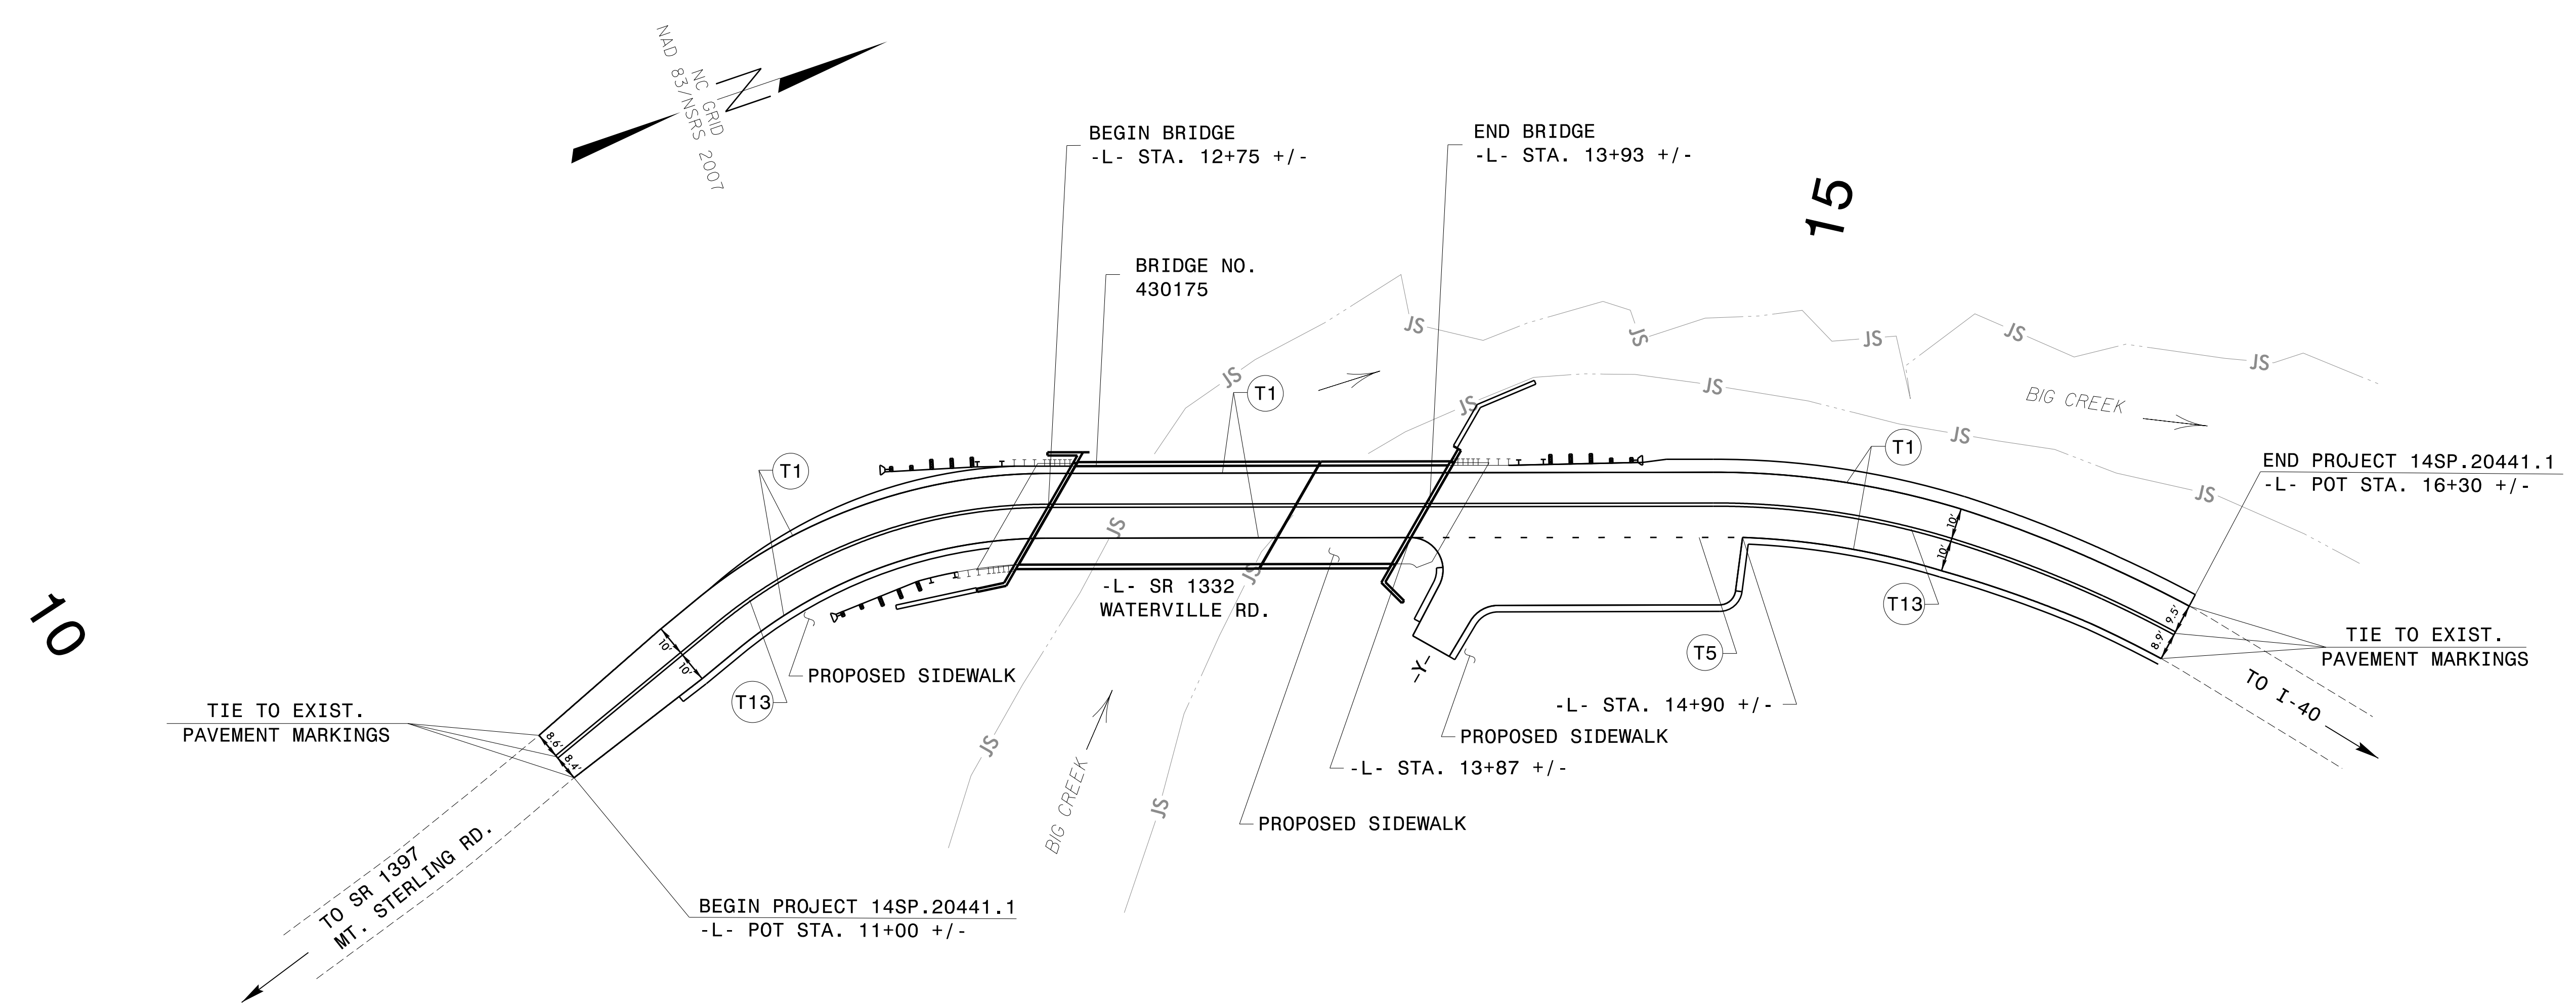 NAD 83/NSRS 2007
NC GRID
BEGIN BRIDGE
-L- STA. 12+75 +/-
END BRIDGE
-L- STA. 13+93 +/-
15
BRIDGE NO.
430175
JS
JS
JS
JS
JS
JS
JS
JS
JS
JS
BIG CREEK
T1
T1
T1
END PROJECT 14SP.20441.1
-L- POT STA. 16+30 +/-
JS
JS
10'
10'
-L- SR 1332
WATERVILLE RD.
10
10'
10'
T13
9.5'
8.9'
TIE TO EXIST.
PAVEMENT MARKINGS
T5
-Y-
PROPOSED SIDEWALK
T13
TO I-40
-L- STA. 14+90 +/-
TIE TO EXIST.
PAVEMENT MARKINGS
8.6'
8.4'
PROPOSED SIDEWALK
JS
-L- STA. 13+87 +/-
BIG CREEK
JS
PROPOSED SIDEWALK
TO SR 1397
MT. STERLING RD.
BEGIN PROJECT 14SP.20441.1
-L- POT STA. 11+00 +/-